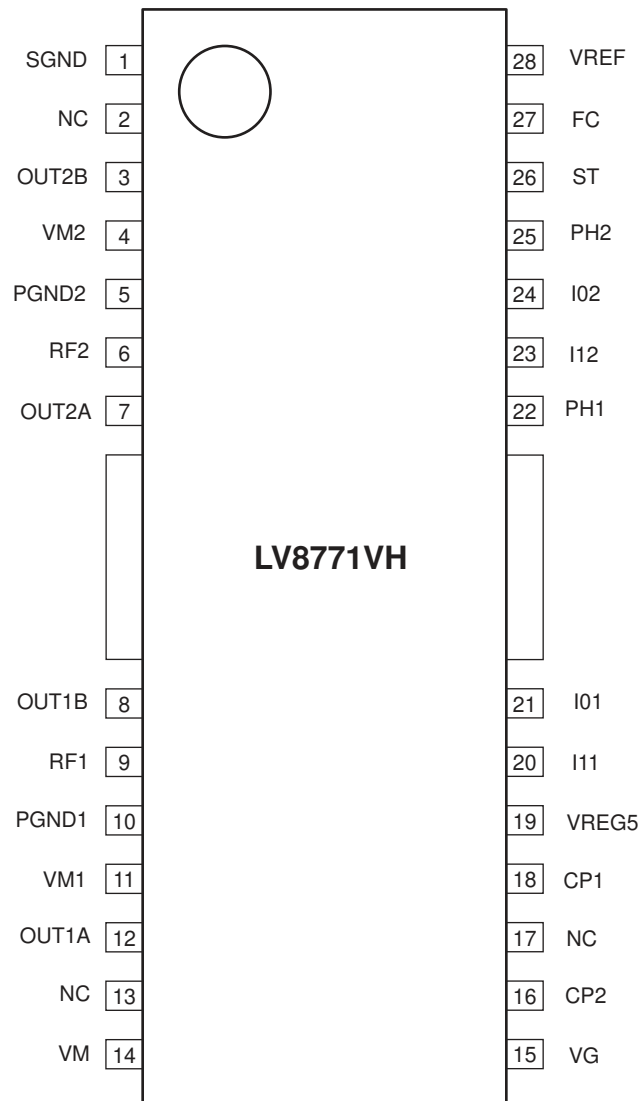 SGND 1 28 VREF
NC 2 27 FC
OUT2B 3 26 ST
VM2 4 25 PH2
PGND2 5 24 I02
RF2 6 23 I12
OUT2A 7 22 PH1
LV8771VH
OUT1B 8 21 I01
RF1 9 20 I11
PGND1 10 19 VREG5
VM1 11 18 CP1
OUT1A 12 17 NC
NC 13 16 CP2
VM 14 15 VG